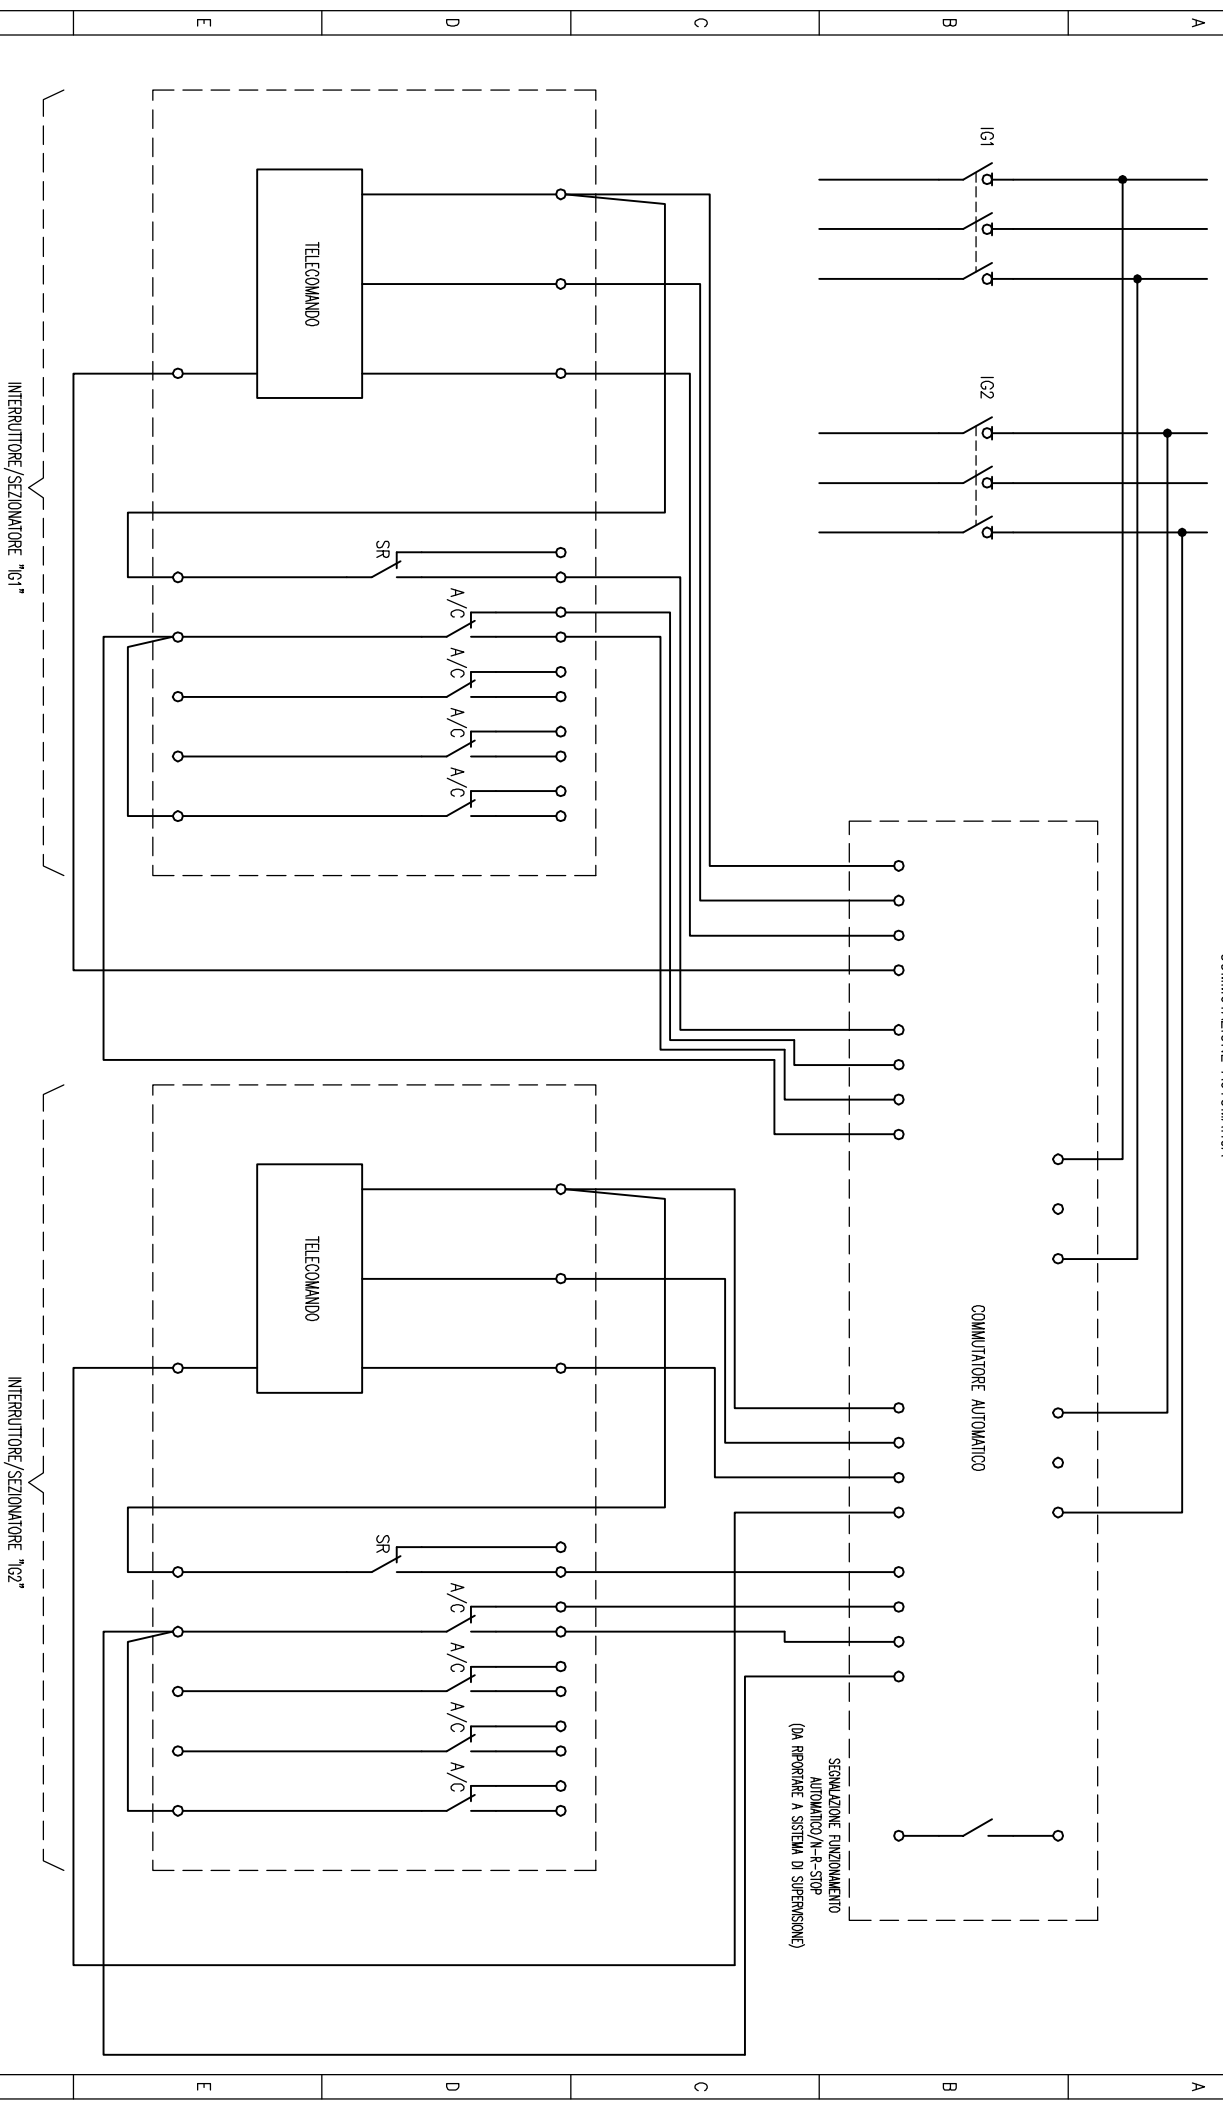 A
B
C
D
E
IG1
IG2
COMMUTATORE AUTOMATICO
SEGNALAZIONE FUNZIONAMENTO
AUTOMATICO/N-R-STOP
(DA RIPORTARE A SISTEMA DI SUPERVISIONE)
SR
A/C
A/C
A/C
A/C
TELECOMANDO
INTERRUTTORE/SEZIONATORE "IG1"
SR
A/C
A/C
A/C
A/C
TELECOMANDO
INTERRUTTORE/SEZIONATORE "IG2"
A
B
C
D
E